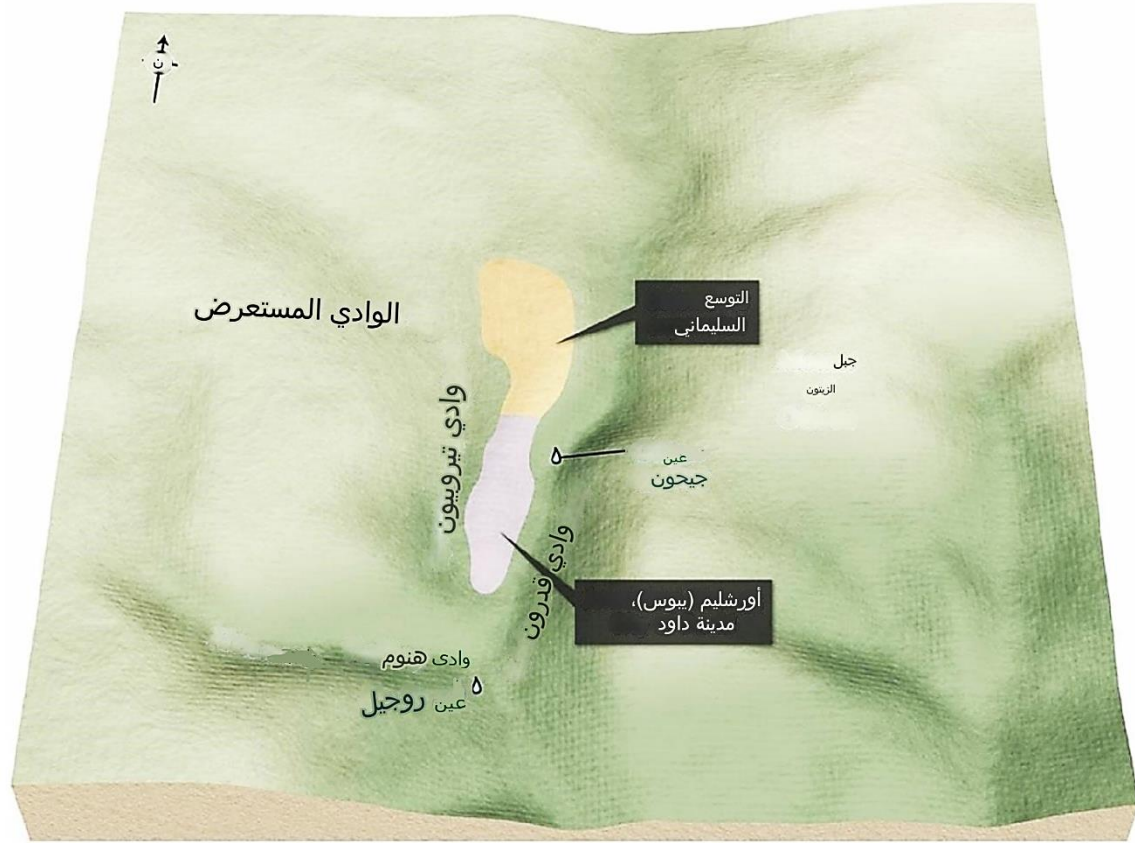 ن
التوسع
السليماني
الوادي المستعرض
جبل
الزيتون
وادي تيروبيون
عين
جيحون
وادي قدرون
أورشليم (يبوس)،
مدينة داود
وادى هنوم
عين روجيل